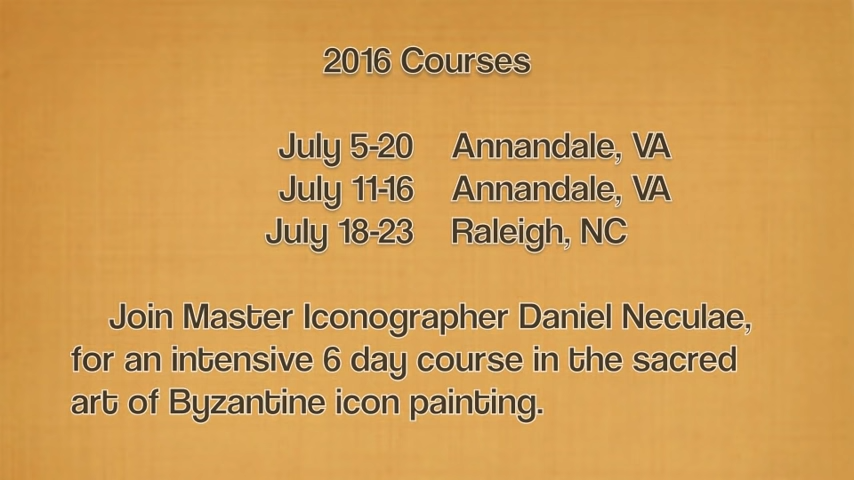 2016 Courses
July 5-20 Annandale, VA
July 11-16 Annandale, VA
July 18-23 Raleigh, NC
Join Master Iconographer Daniel Neculae,
for an intensive 6 day course in the sacred
art of Byzantine icon painting.